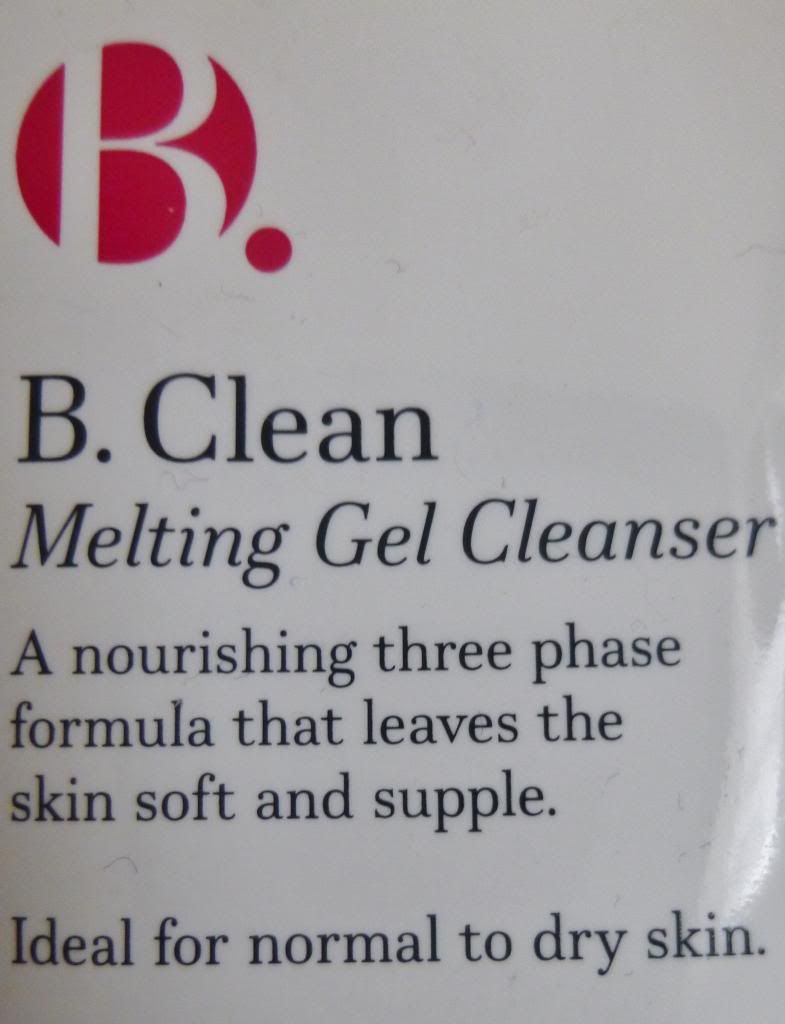 B.
B. Clean
Melting Gel Cleanser
A nourishing three phase
formula that leaves the
skin soft and supple.
Ideal for normal to dry skin.